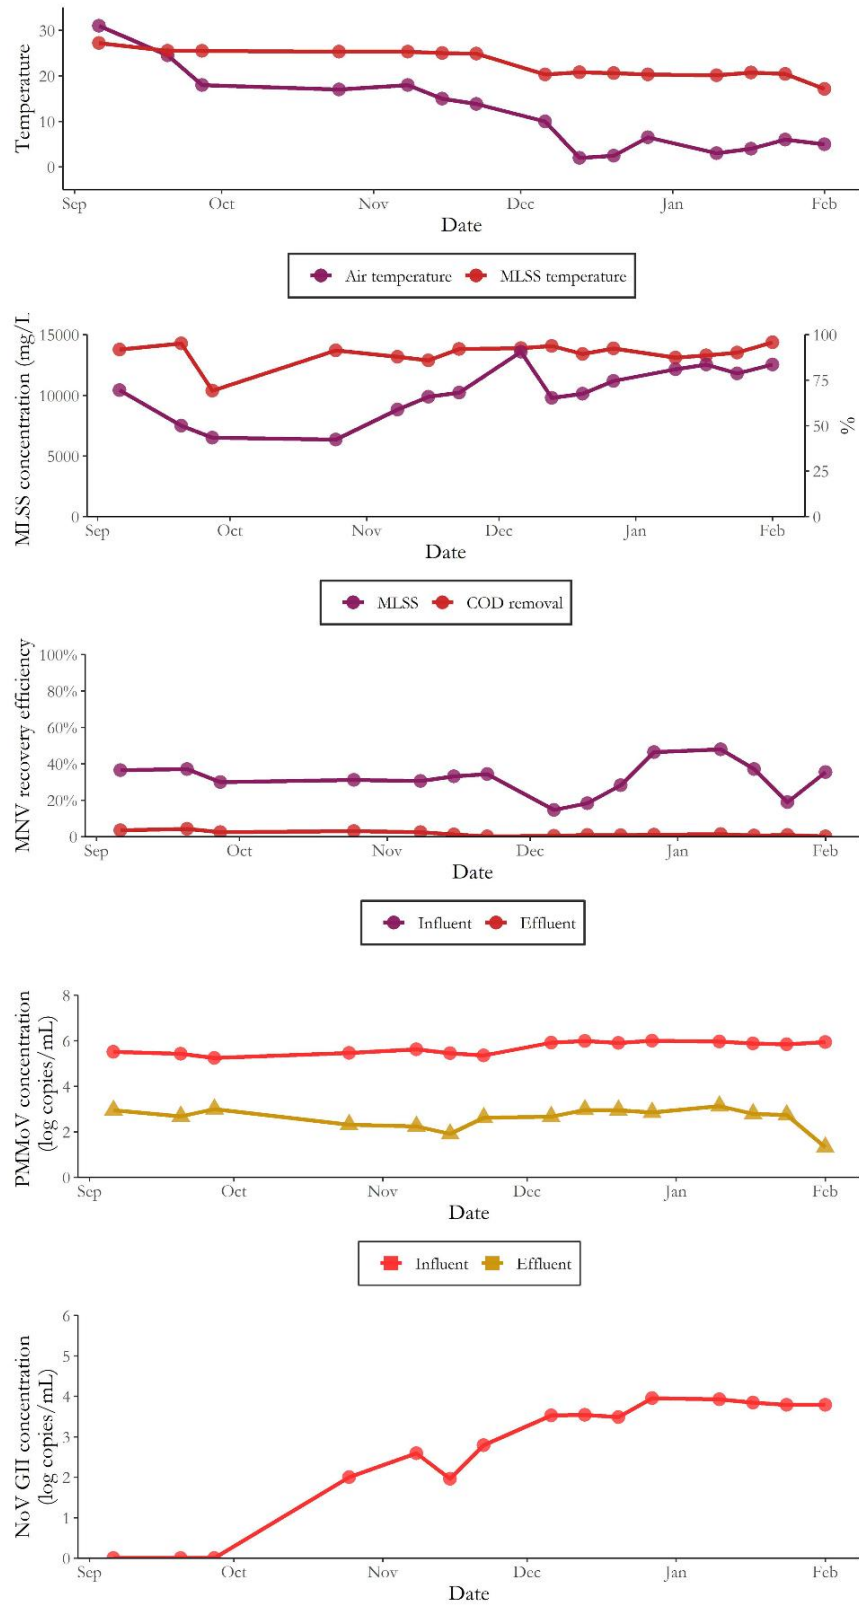 Temperature
30
20
10
0
Sep Oct Nov Dec Jan Feb
Date
Air temperature MLSS temperature
MLSS concentration (mg/L
15000
10000
5000
0
100
75
50
25
0
%
Sep Oct Nov Dec Jan Feb
Date
MLSS COD removal
MNV recovery efficiency
100%
80%
60%
40%
20%
0
Sep Oct Nov Dec Jan Feb
Date
Influent Effluent
PMMoV concentration
(log copies/mL)
8
6
4
2
0
Sep Oct Nov Dec Jan Feb
Date
Influent Effluent
NoV GII concentration
(log copies/mL)
6
5
4
3
2
1
0
Sep Oct Nov Dec Jan Feb
Date